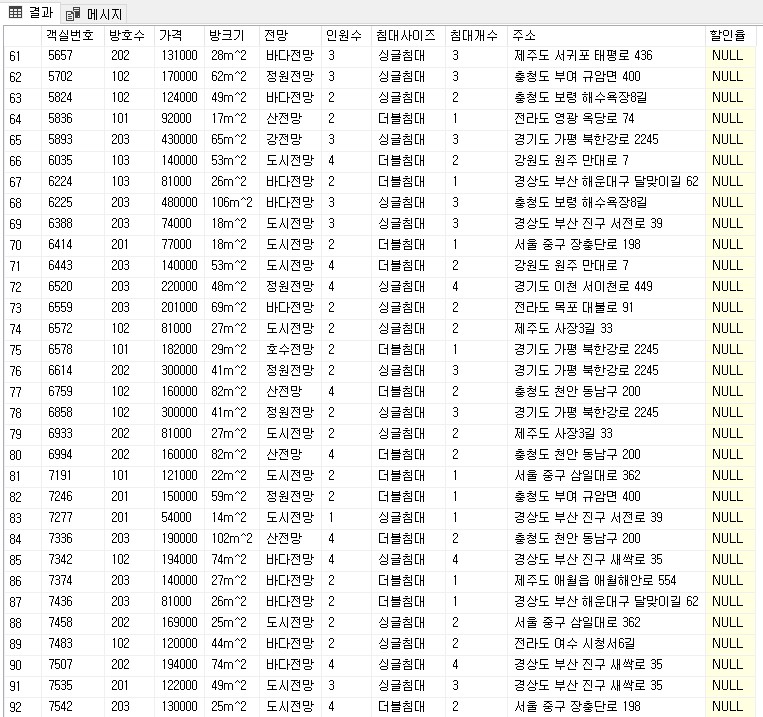 결과 메시지
객실번호 방호수 가격 방크기 전망 인원수 침대사이즈 침대개수 주소 할인율
61 5657 202 131000 28m^2 바다전망 3 싱글침대 3 제주도 서귀포 태평로 436 NULL
62 5702 102 170000 62m^2 정원전망 3 싱글침대 3 충청도 부여 규암면 400 NULL
63 5824 102 124000 49m^2 바다전망 2 싱글침대 2 충청도 보령 해수욕장8길 NULL
64 5836 101 92000 17m^2 산전망 2 더블침대 1 전라도 영광 옥당로 74 NULL
65 5893 203 430000 65m^2 강전망 3 싱글침대 3 경기도 가평 북한강로 2245 NULL
66 6035 103 140000 53m^2 도시전망 4 더블침대 2 강원도 원주 만대로 7 NULL
67 6224 103 81000 26m^2 바다전망 2 더블침대 1 경상도 부산 해운대구 달맞이길 62 NULL
68 6225 203 480000 106m^2 바다전망 3 싱글침대 3 충청도 보령 해수욕장8길 NULL
69 6388 203 74000 18m^2 도시전망 3 싱글침대 3 경상도 부산 진구 서전로 39 NULL
70 6414 201 77000 18m^2 도시전망 2 더블침대 1 서울 중구 장충단로 198 NULL
71 6443 203 140000 53m^2 도시전망 4 더블침대 2 강원도 원주 만대로 7 NULL
72 6520 203 220000 48m^2 정원전망 4 싱글침대 4 경기도 이천 서이천로 449 NULL
73 6559 203 201000 69m^2 바다전망 2 싱글침대 2 전라도 목포 대불로 91 NULL
74 6572 102 81000 27m^2 도시전망 2 싱글침대 2 제주도 사장3길 33 NULL
75 6578 101 182000 29m^2 호수전망 2 더블침대 1 경기도 가평 북한강로 2245 NULL
76 6614 202 300000 41m^2 정원전망 2 싱글침대 3 경기도 가평 북한강로 2245 NULL
77 6759 102 160000 82m^2 산전망 4 더블침대 2 충청도 천안 동남구 200 NULL
78 6858 102 300000 41m^2 정원전망 2 싱글침대 3 경기도 가평 북한강로 2245 NULL
79 6933 202 81000 27m^2 도시전망 2 싱글침대 2 제주도 사장3길 33 NULL
80 6994 202 160000 82m^2 산전망 4 더블침대 2 충청도 천안 동남구 200 NULL
81 7191 101 121000 22m^2 도시전망 2 더블침대 1 서울 중구 삼일대로 362 NULL
82 7246 201 150000 59m^2 정원전망 2 더블침대 1 충청도 부여 규암면 400 NULL
83 7277 201 54000 14m^2 도시전망 1 싱글침대 1 경상도 부산 진구 서전로 39 NULL
84 7336 203 190000 102m^2 산전망 4 더블침대 2 충청도 천안 동남구 200 NULL
85 7342 102 194000 74m^2 바다전망 4 싱글침대 4 경상도 부산 진구 새싹로 35 NULL
86 7374 203 140000 27m^2 바다전망 2 더블침대 1 제주도 애월읍 애월해안로 554 NULL
87 7436 203 81000 26m^2 바다전망 2 더블침대 1 경상도 부산 해운대구 달맞이길 62 NULL
88 7458 202 169000 25m^2 도시전망 2 싱글침대 2 서울 중구 삼일대로 362 NULL
89 7483 102 120000 44m^2 바다전망 2 싱글침대 2 전라도 여수 시청서6길 NULL
90 7507 202 194000 74m^2 바다전망 4 싱글침대 4 경상도 부산 진구 새싹로 35 NULL
91 7535 201 122000 49m^2 도시전망 3 싱글침대 3 경상도 부산 진구 새싹로 35 NULL
92 7542 203 130000 25m^2 도시전망 4 더블침대 2 서울 중구 장충단로 198 NULL